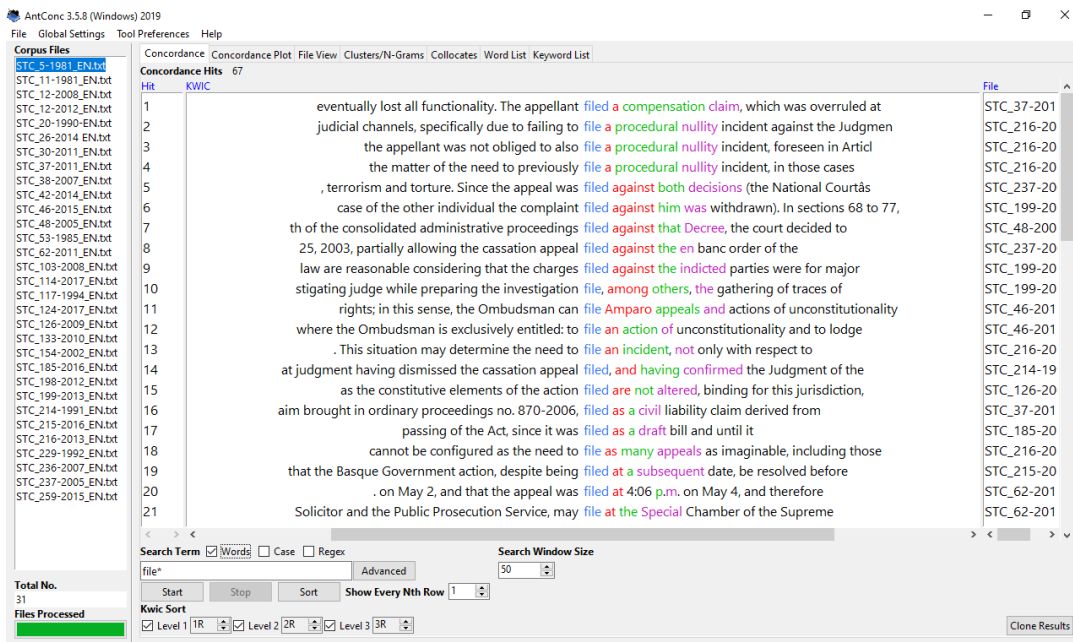 AntConc 3.5.8 (Windows) 2019
File Global Settings Tool Preferences Help
Corpus Files
STC_5-1981_EN.txt
STC_11-1981_EN.txt
STC_12-2008_EN.txt
STC_12-2012_EN.txt
STC_20-1990-EN.txt
STC_26-2014 EN.txt
STC_30-2011_EN.txt
STC_37-2011_EN.txt
STC_38-2007_EN.txt
STC_42-2014_EN.txt
STC_46-2015_EN.txt
STC_48-2005_EN.txt
STC_53-1985_EN.txt
STC_62-2011_EN.txt
STC_103-2008_EN.txt
STC_114-2017_EN.txt
STC_117-1994_EN.txt
STC_124-2017_EN.txt
STC_126-2009_EN.txt
STC_133-2010_EN.txt
STC_154-2002_EN.txt
STC_185-2016_EN.txt
STC_198-2012_EN.txt
STC_199-2013_EN.txt
STC_214-1991_EN.txt
STC_215-2016_EN.txt
STC_216-2013_EN.txt
STC_229-1992_EN.txt
STC_236-2007_EN.txt
STC_237-2005_EN.txt
STC_259-2015_EN.txt
Total No.
31
Files Processed
Concordance Concordance Plot File View Clusters/N-Grams Collocates Word List Keyword List
Concordance Hits 67
Hit KWIC File
1 eventually lost all functionality. The appellant filed a compensation claim, which was overruled at STC_37-201
2 judicial channels, specifically due to failing to file a procedural nullity incident against the Judgmen STC_216-20
3 the appellant was not obliged to also file a procedural nullity incident, foreseen in Articl STC_216-20
4 the matter of the need to previously file a procedural nullity incident, in those cases STC_216-20
5 , terrorism and torture. Since the appeal was filed against both decisions (the National Courtâs STC_237-20
6 case of the other individual the complaint filed against him was withdrawn). In sections 68 to 77, STC_199-20
7 th of the consolidated administrative proceedings filed against that Decree, the court decided to STC_48-200
8 25, 2003, partially allowing the cassation appeal filed against the en banc order of the STC_237-20
9 law are reasonable considering that the charges filed against the indicted parties were for major STC_199-20
10 stigating judge while preparing the investigation file, among others, the gathering of traces of STC_199-20
11 rights; in this sense, the Ombudsman can file Amparo appeals and actions of unconstitutionality STC_46-201
12 where the Ombudsman is exclusively entitled: to file an action of unconstitutionality and to lodge STC_46-201
13 . This situation may determine the need to file an incident, not only with respect to STC_216-20
14 at judgment having dismissed the cassation appeal filed, and having confirmed the Judgment of the STC_214-19
15 as the constitutive elements of the action filed are not altered, binding for this jurisdiction, STC_126-20
16 aim brought in ordinary proceedings no. 870-2006, filed as a civil liability claim derived from STC_37-201
17 passing of the Act, since it was filed as a draft bill and until it STC_185-20
18 cannot be configured as the need to file as many appeals as imaginable, including those STC_216-20
19 that the Basque Government action, despite being filed at a subsequent date, be resolved before STC_215-20
20 . on May 2, and that the appeal was filed at 4:06 p.m. on May 4, and therefore STC_62-201
21 Solicitor and the Public Prosecution Service, may file at the Special Chamber of the Supreme STC_62-201
Search Term Words Case Regex Search Window Size
file* Advanced 50
Start Stop Sort Show Every Nth Row 1
Kwic Sort
Level 1 1R Level 2 2R Level 3 3R Clone Results